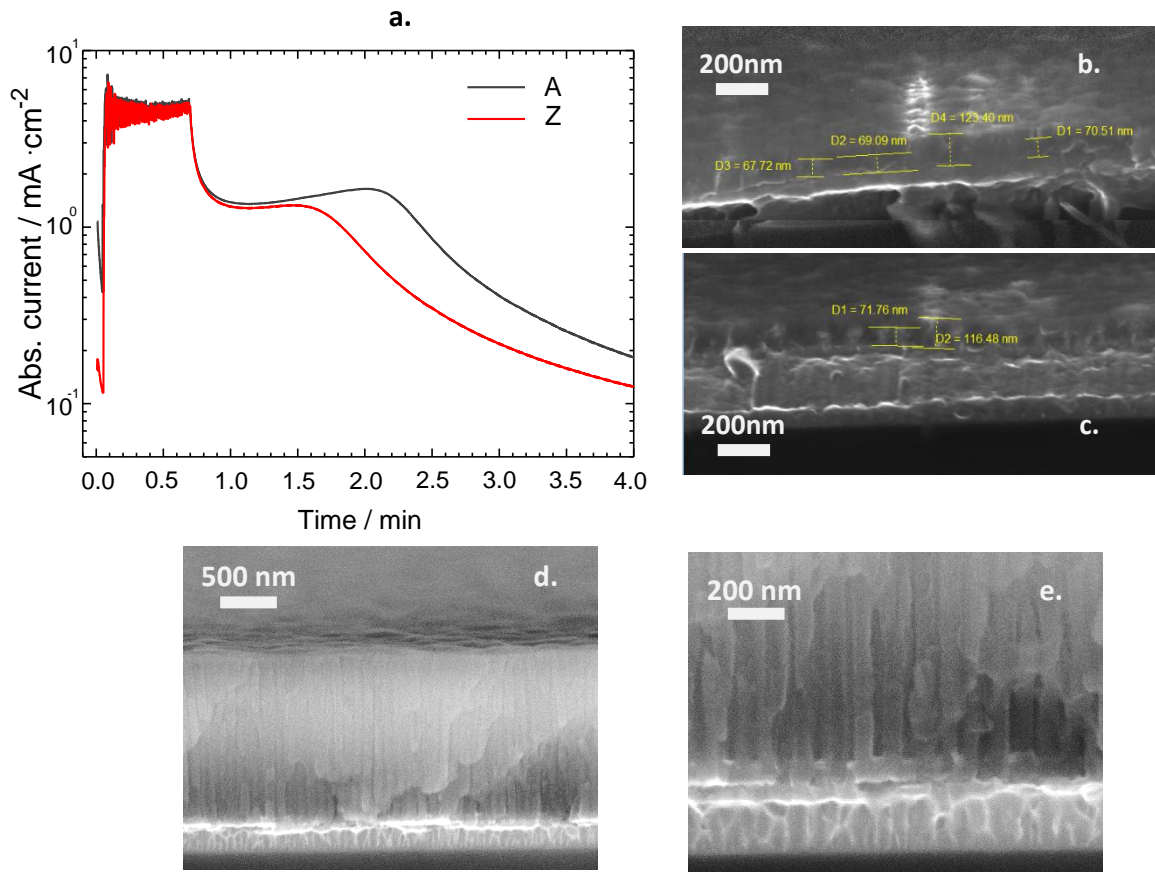 a.
Abs. current / mA ·cm⁻²
10¹
10⁰
10⁻¹
A
Z
0.0 0.5 1.0 1.5 2.0 2.5 3.0 3.5 4.0
Time / min
200nm
b.
D4 = 123.40 nm
D1 = 70.51 nm
D2 = 69.09 nm
D3 = 67.72 nm
D1 = 71.76 nm
D2 = 116.48 nm
200nm
c.
500 nm
d.
200 nm
e.